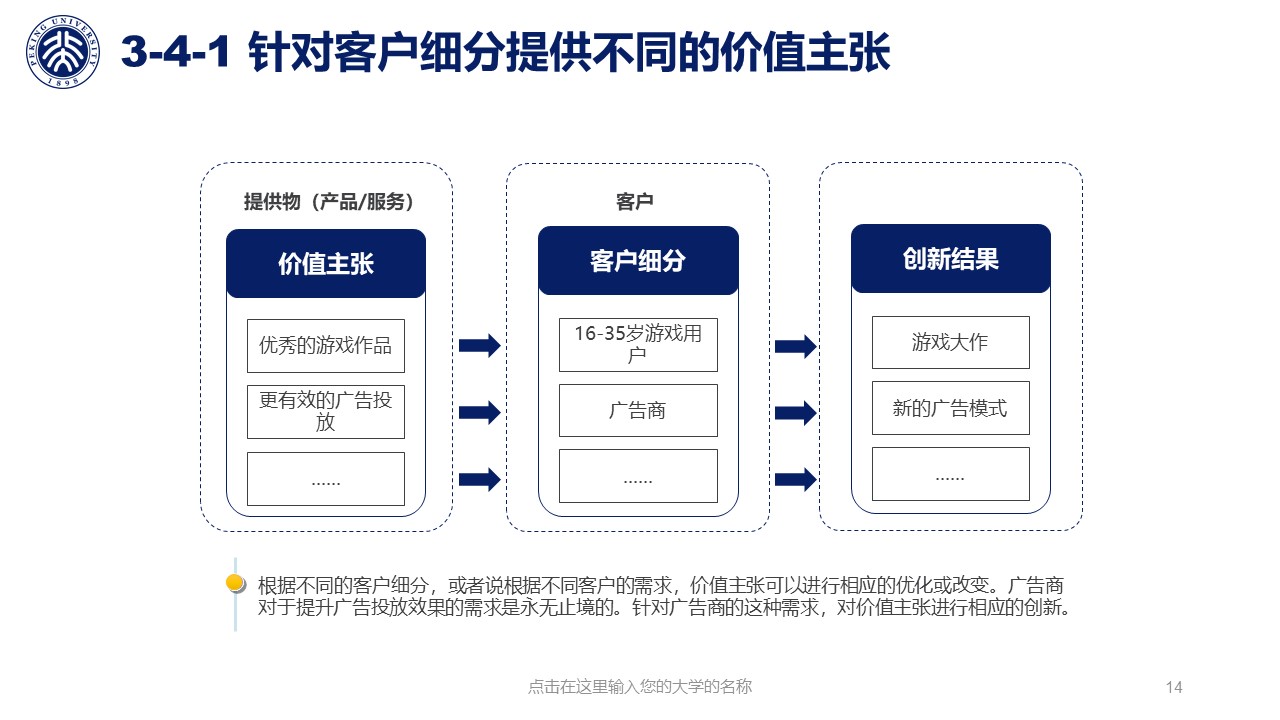 PEKING UNIVERSITY
1898
3-4-1 针对客户细分提供不同的价值主张
提供物（产品/服务）
价值主张
优秀的游戏作品
更有效的广告投
放
......
客户
客户细分
16-35岁游戏用
户
广告商
......
创新结果
游戏大作
新的广告模式
......
根据不同的客户细分，或者说根据不同客户的需求，价值主张可以进行相应的优化或改变。广告商
对于提升广告投放效果的需求是永无止境的。针对广告商的这种需求，对价值主张进行相应的创新。
点击在这里输入您的大学的名称
14